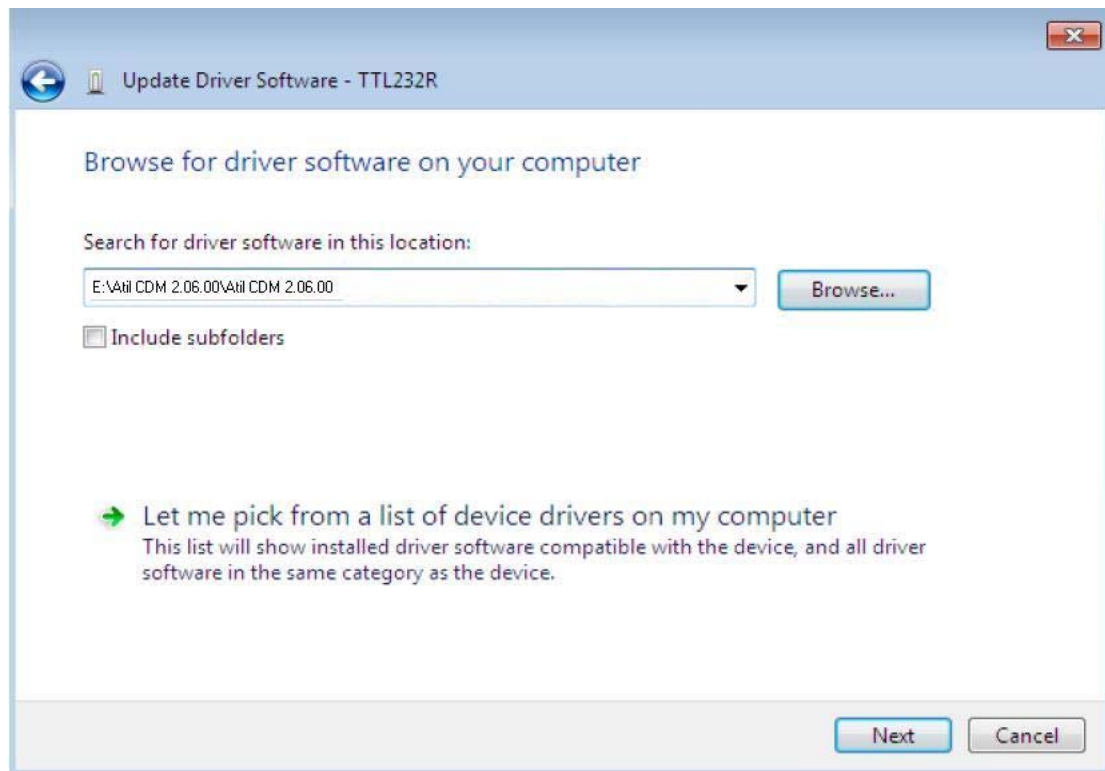 Update Driver Software - TTL232R
Browse for driver software on your computer
Search for driver software in this location:
E:\Atil CDM 2.06.00\Atil CDM 2.06.00
Browse...
Include subfolders
Let me pick from a list of device drivers on my computer
This list will show installed driver software compatible with the device, and all driver
software in the same category as the device.
Next
Cancel